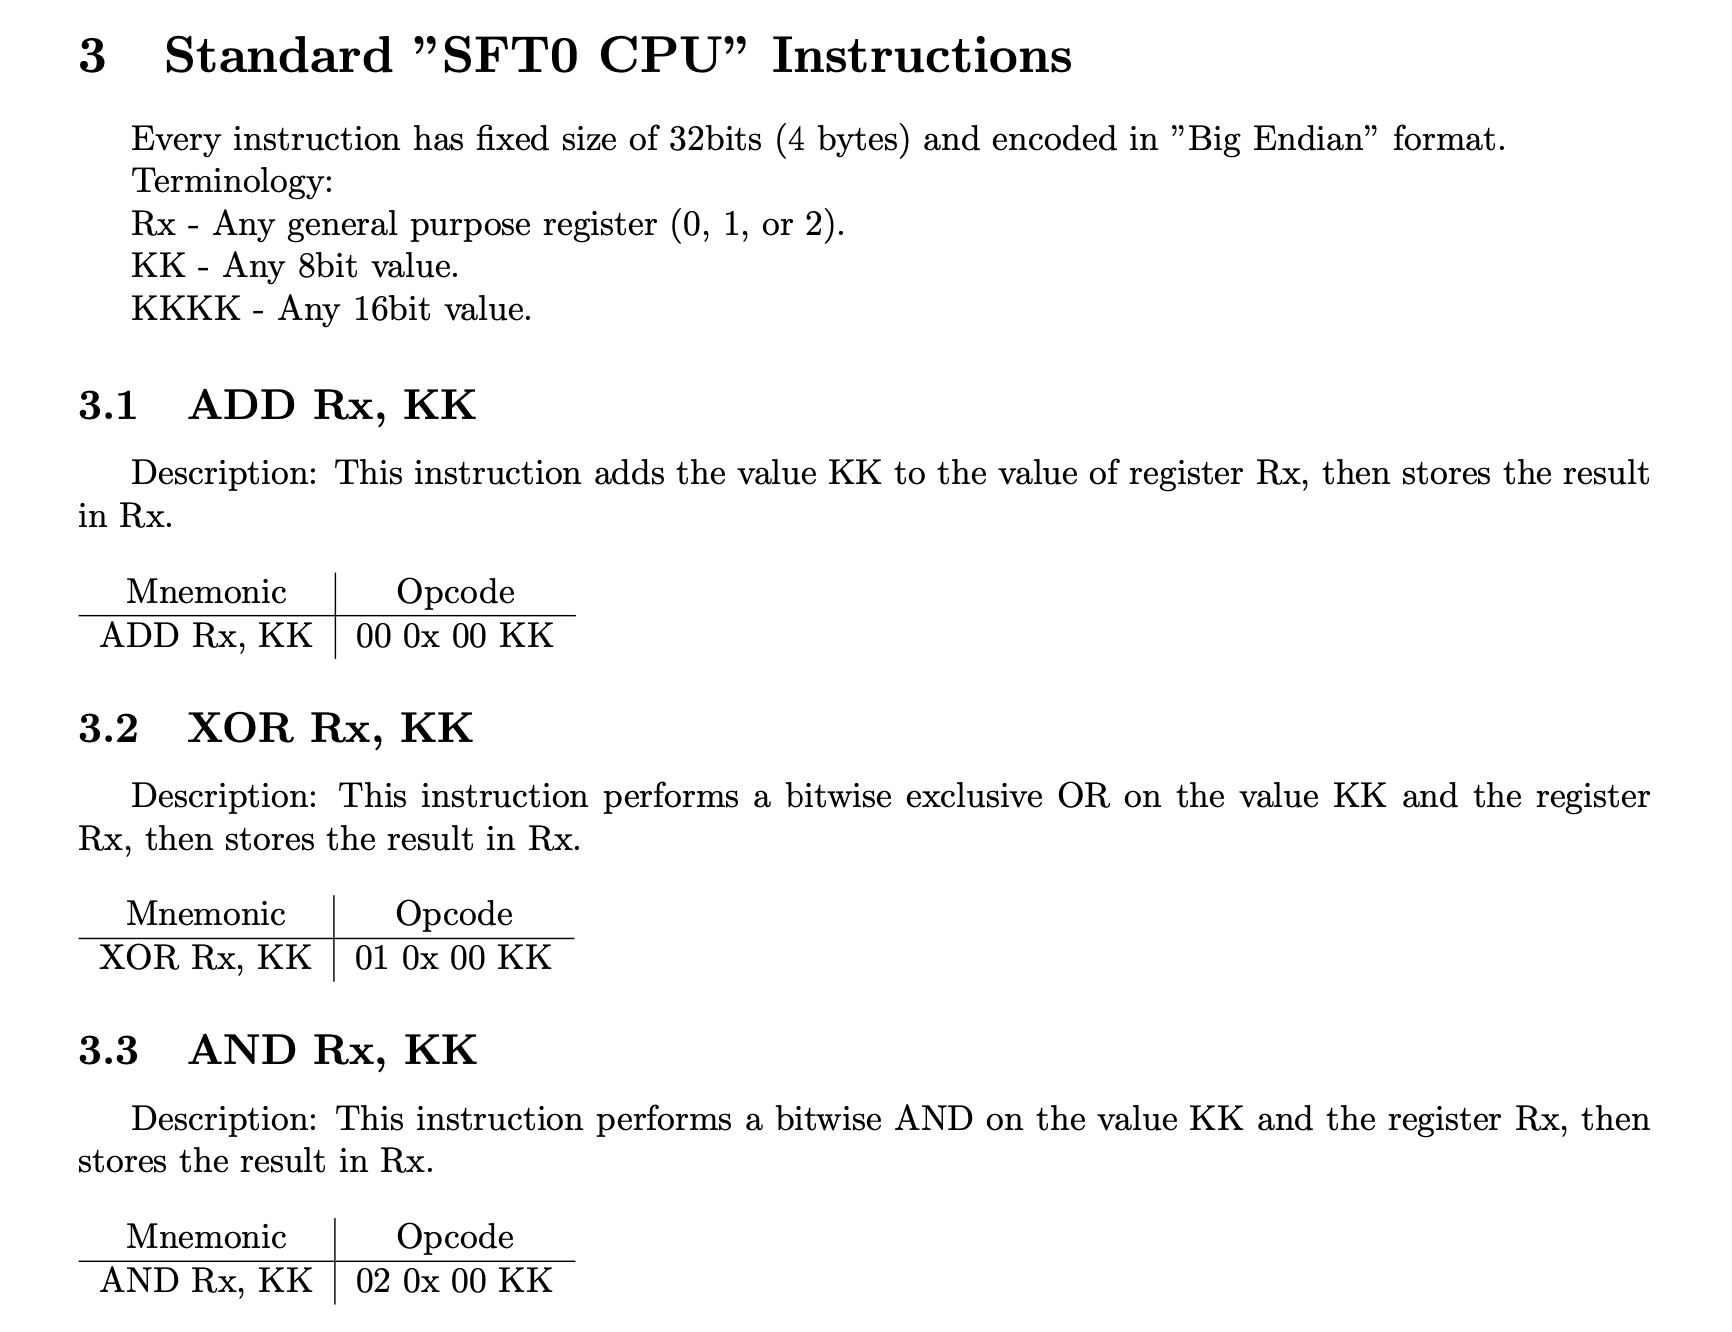 3 Standard ”SFT0 CPU” Instructions
Every instruction has fixed size of 32bits (4 bytes) and encoded in ”Big Endian” format.
Terminology:
Rx - Any general purpose register (0, 1, or 2).
KK - Any 8bit value.
KKKK - Any 16bit value.
3.1 ADD Rx, KK
Description: This instruction adds the value KK to the value of register Rx, then stores the result
in Rx.
Mnemonic Opcode
ADD Rx, KK 00 0x 00 KK
3.2 XOR Rx, KK
Description: This instruction performs a bitwise exclusive OR on the value KK and the register
Rx, then stores the result in Rx.
Mnemonic Opcode
XOR Rx, KK 01 0x 00 KK
3.3 AND Rx, KK
Description: This instruction performs a bitwise AND on the value KK and the register Rx, then
stores the result in Rx.
Mnemonic Opcode
AND Rx, KK 02 0x 00 KK